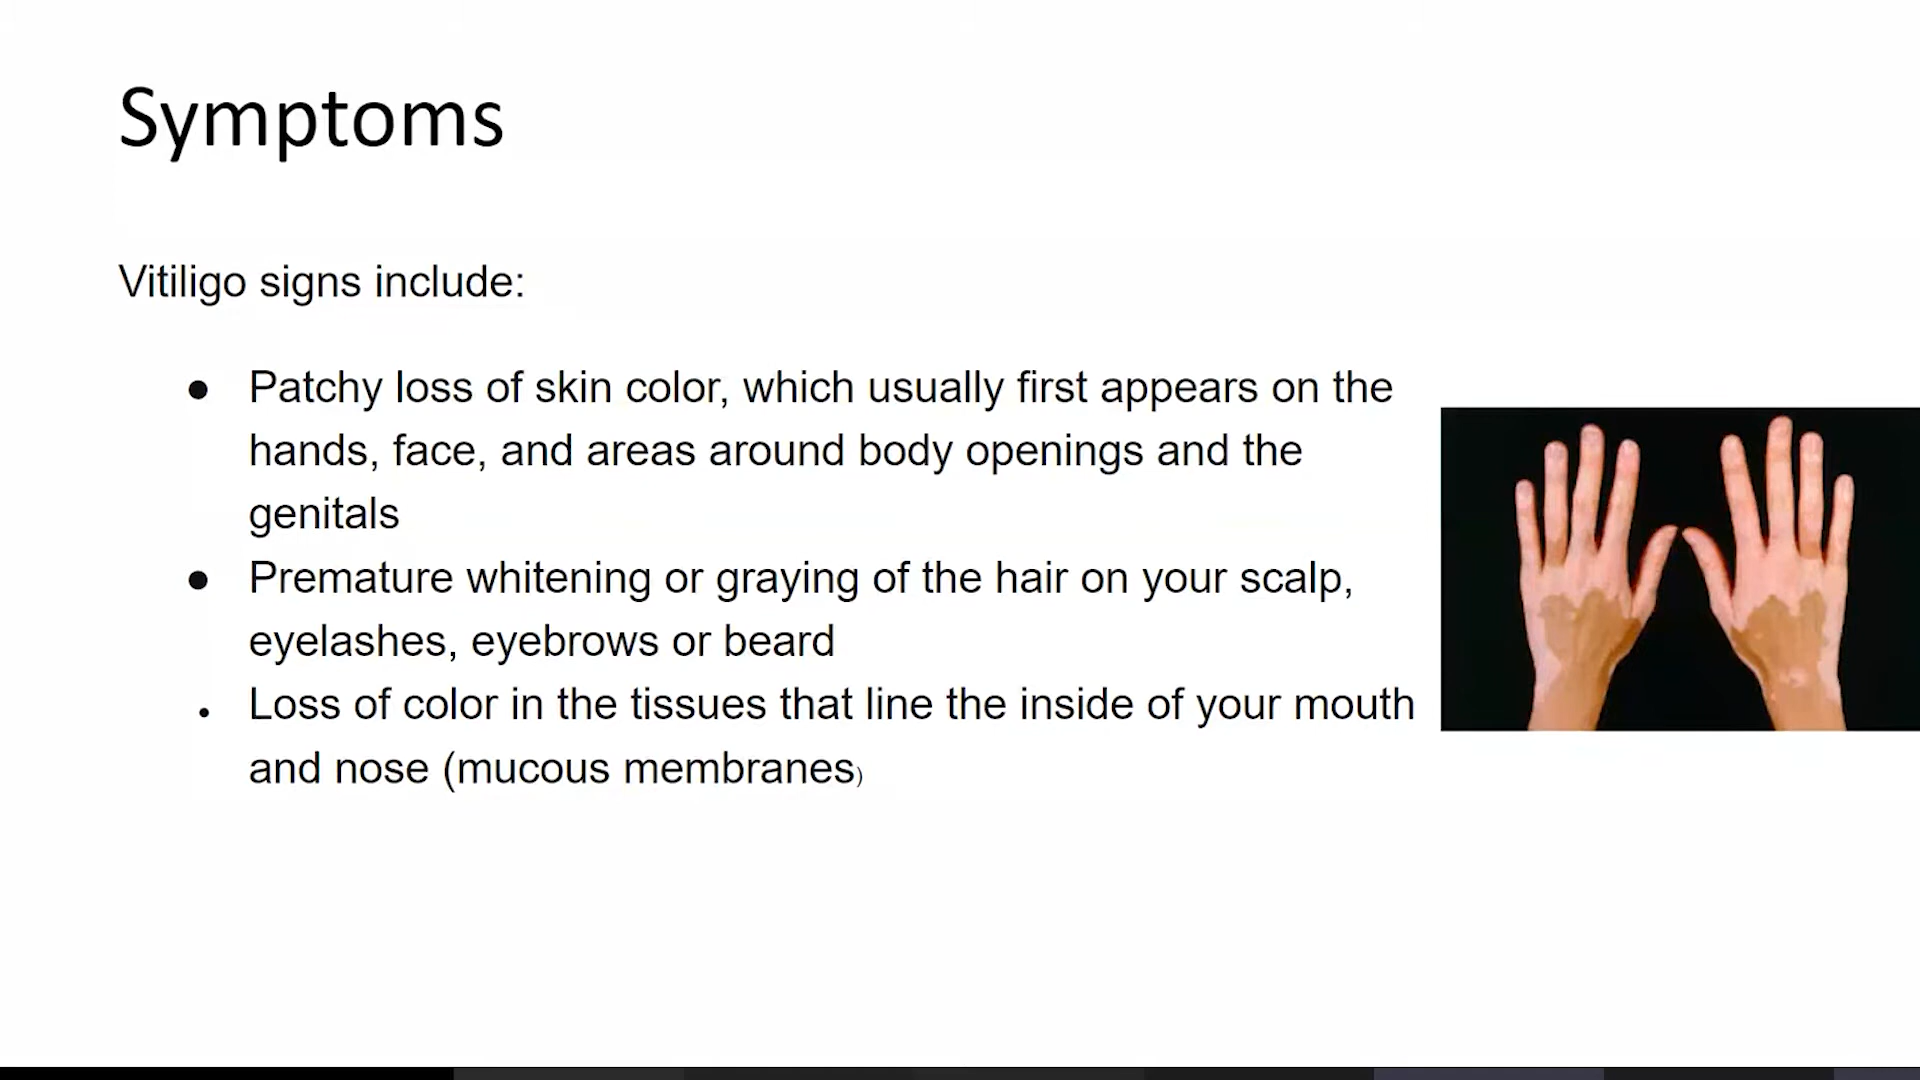 Symptoms
Vitiligo signs include:
● Patchy loss of skin color, which usually first appears on the
hands, face, and areas around body openings and the
genitals
● Premature whitening or graying of the hair on your scalp,
eyelashes, eyebrows or beard
• Loss of color in the tissues that line the inside of your mouth
and nose (mucous membranes)